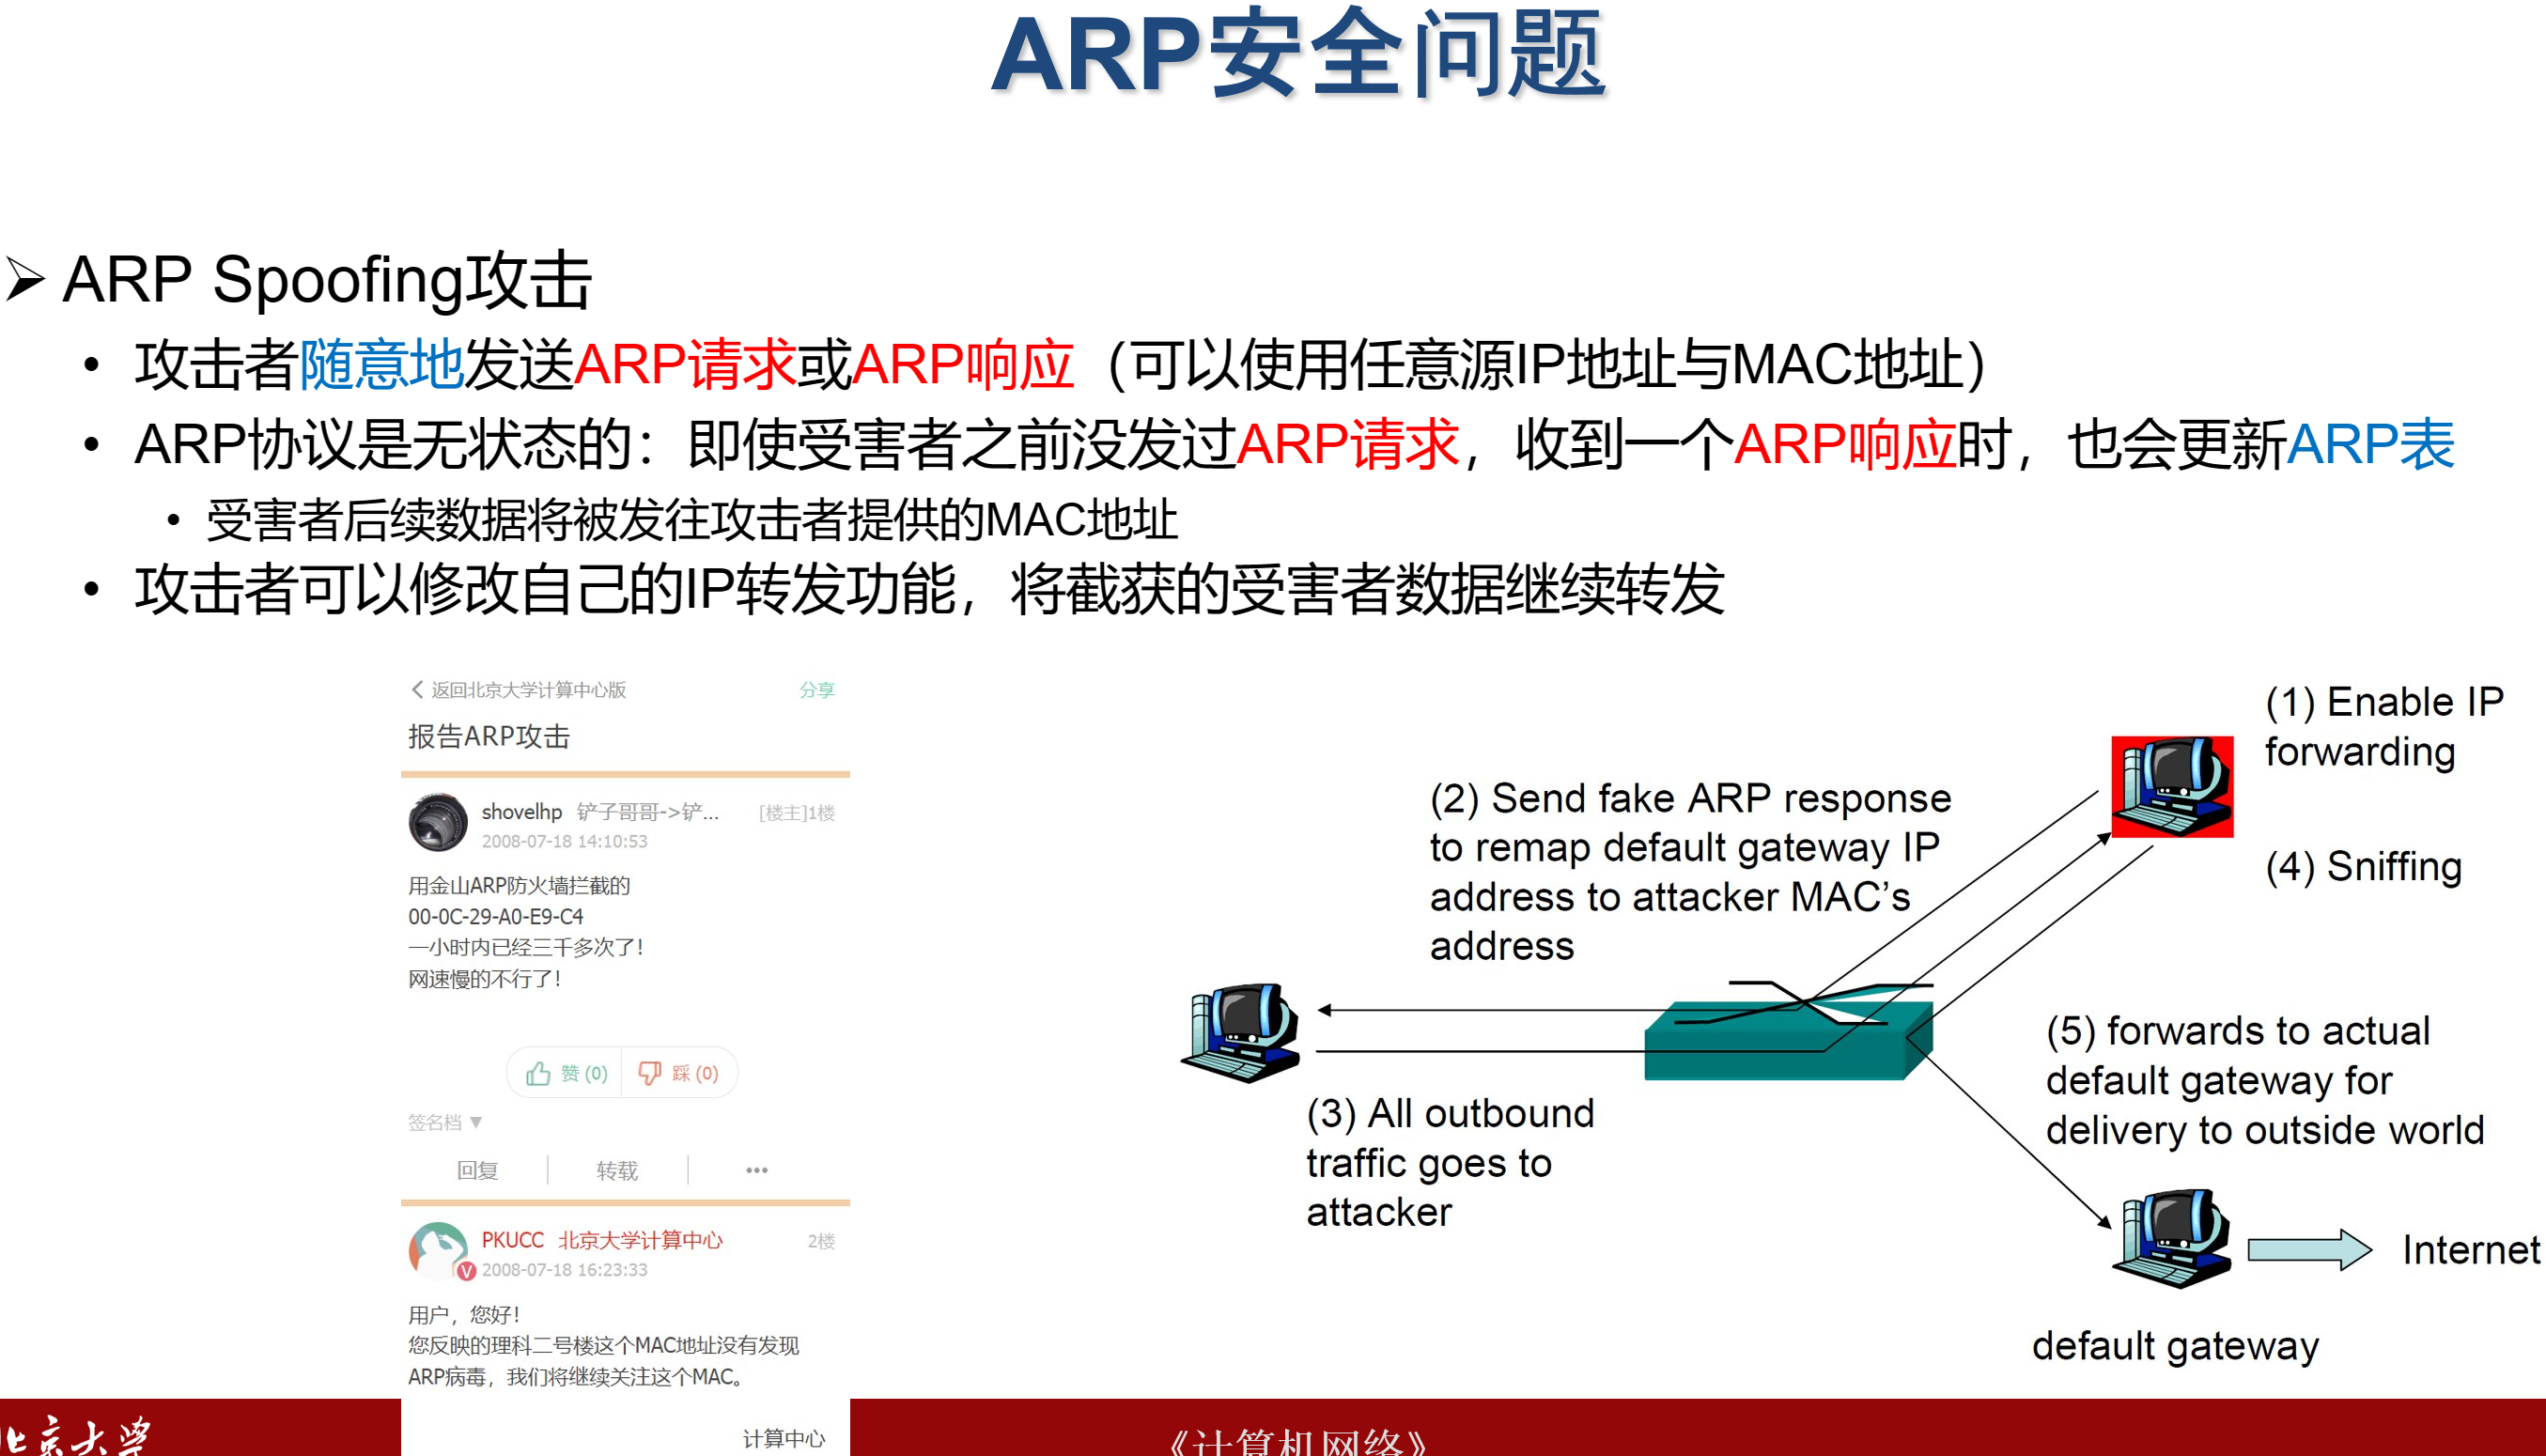 ARP安全问题
ARP Spoofing攻击
攻击者随意地发送ARP请求或ARP响应（可以使用任意源IP地址与MAC地址）
ARP协议是无状态的：即使受害者之前没发过ARP请求，收到一个ARP响应时，也会更新ARP表
受害者后续数据将被发往攻击者提供的MAC地址
攻击者可以修改自己的IP转发功能，将截获的受害者数据继续转发
返回北京大学计算中心版 分享
报告ARP攻击
shovelhp 铲子哥哥->铲... [楼主]1楼
2008-07-18 14:10:53
用金山ARP防火墙拦截的
00-0C-29-A0-E9-C4
一小时内已经三千多次了！
网速慢的不行了！
赞 (0) 踩 (0)
签名档 ▼
回复 转载 •••
PKUCC 北京大学计算中心 2楼
2008-07-18 16:23:33
用户，您好！
您反映的理科二号楼这个MAC地址没有发现
ARP病毒，我们将继续关注这个MAC。
计算中心
(1) Enable IP
forwarding
(2) Send fake ARP response
to remap default gateway IP
address to attacker MAC's
address
(4) Sniffing
(3) All outbound
traffic goes to
attacker
(5) forwards to actual
default gateway for
delivery to outside world
Internet
default gateway
北京大学
《计算机网络》